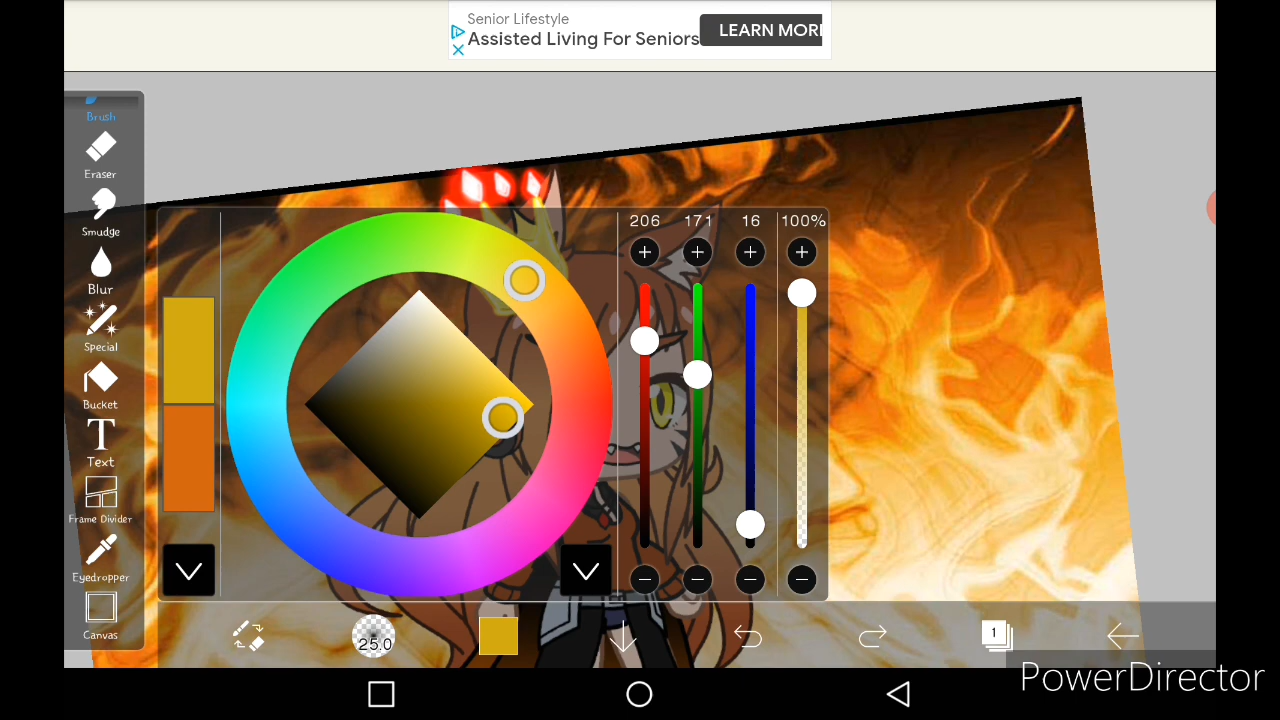 Senior Lifestyle
Assisted Living For Seniors
LEARN MOR
Brush
Eraser
Smudge
Blur
Special
Bucket
T
Text
Frame Divider
Eyedropper
Canvas
206 171 16 100%
25.0
1
PowerDirector